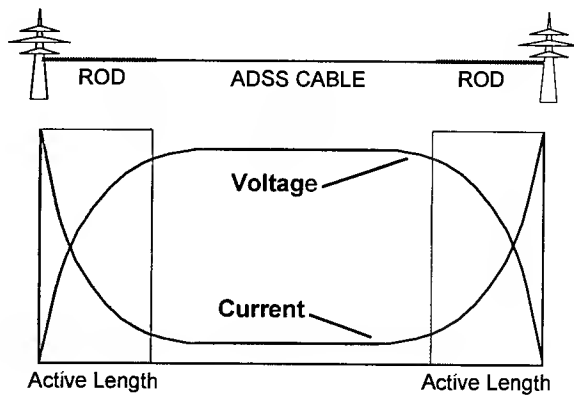 ROD ADSS CABLE ROD
Voltage
Current
Active Length Active Length